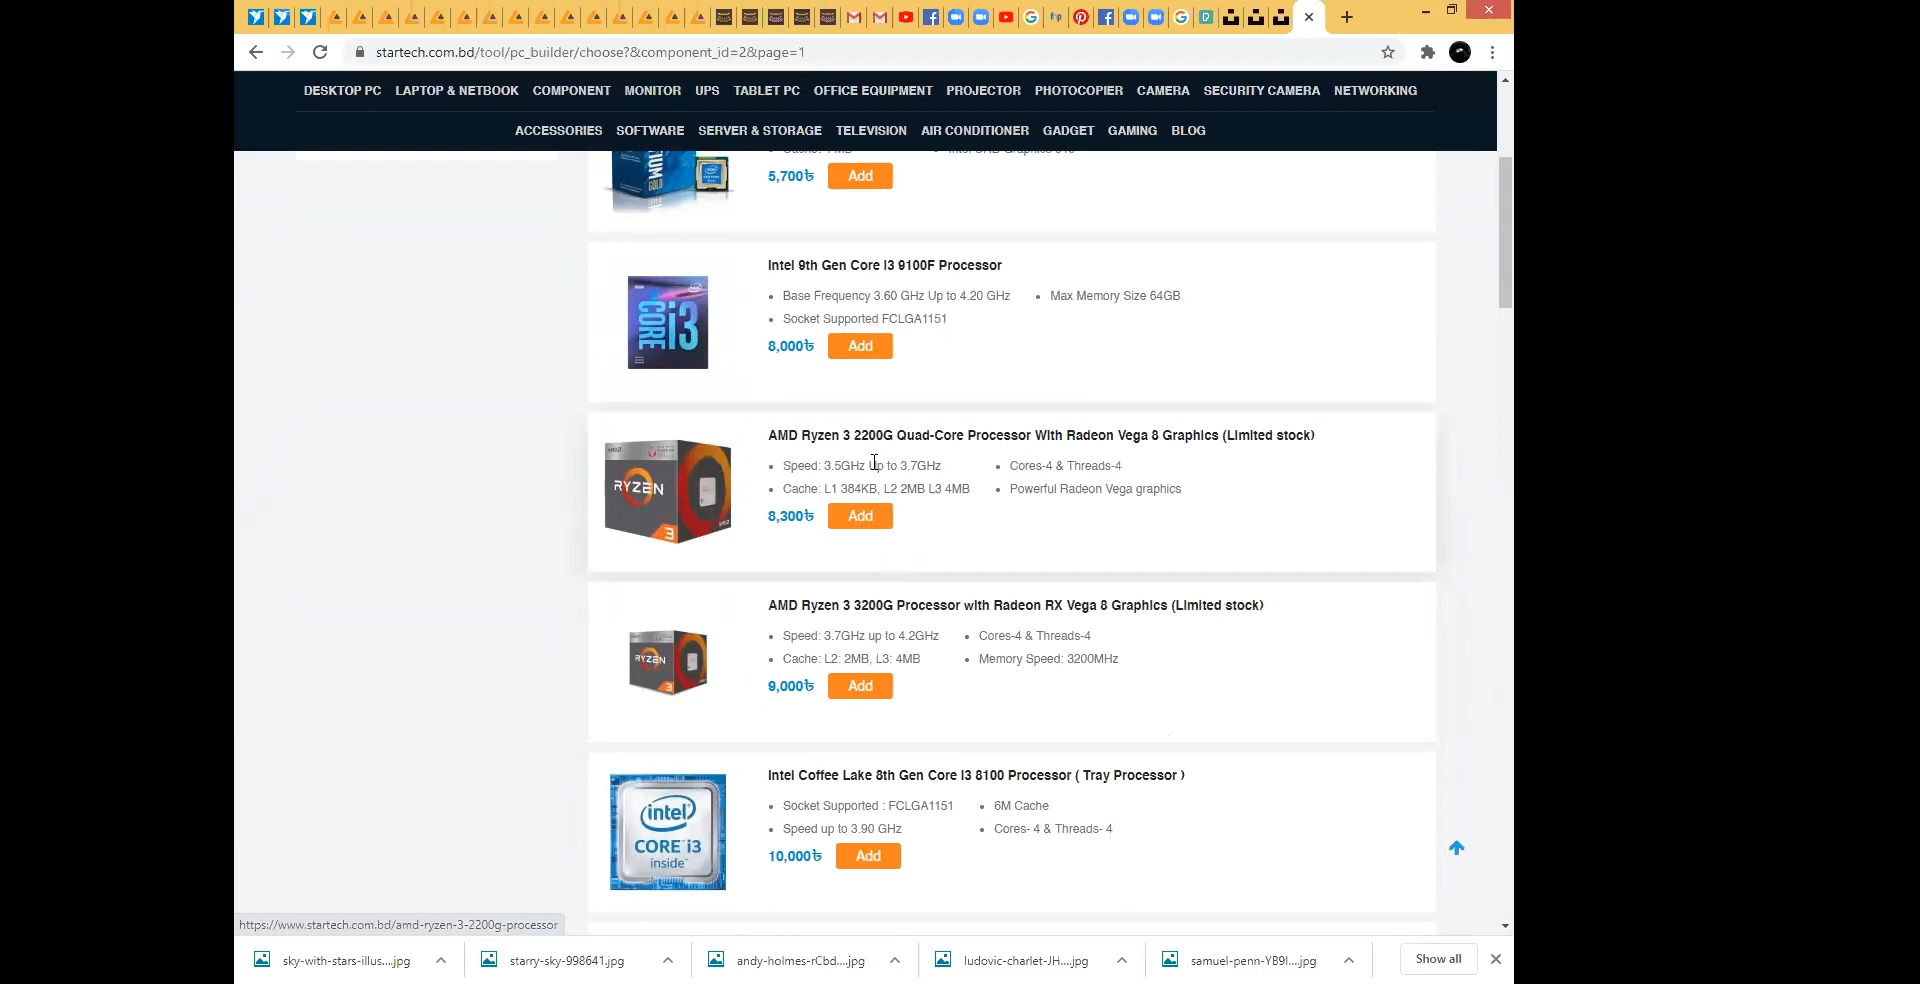 startech.com.bd/tool/pc_builder/choose?&component_id=2&page=1
DESKTOP PC LAPTOP & NETBOOK COMPONENT MONITOR UPS TABLET PC OFFICE EQUIPMENT PROJECTOR PHOTOCOPIER CAMERA SECURITY CAMERA NETWORKING
ACCESSORIES SOFTWARE SERVER & STORAGE TELEVISION AIR CONDITIONER GADGET GAMING BLOG
5,700৳ Add
Intel 9th Gen Core I3 9100F Processor
Base Frequency 3.60 GHz Up to 4.20 GHz
Max Memory Size 64GB
Socket Supported FCLGA1151
8,000৳ Add
CORE i3
AMD Ryzen 3 2200G Quad-Core Processor With Radeon Vega 8 Graphics (Limited stock)
Speed: 3.5GHz Up to 3.7GHz
Cores-4 & Threads-4
Cache: L1 384KB, L2 2MB L3 4MB
Powerful Radeon Vega graphics
8,300৳ Add
RYZEN
3
AMD Ryzen 3 3200G Processor with Radeon RX Vega 8 Graphics (Limited stock)
Speed: 3.7GHz up to 4.2GHz
Cores-4 & Threads-4
Cache: L2: 2MB, L3: 4MB
Memory Speed: 3200MHz
9,000৳ Add
RYZEN
3
Intel Coffee Lake 8th Gen Core I3 8100 Processor ( Tray Processor )
Socket Supported : FCLGA1151
6M Cache
Speed up to 3.90 GHz
Cores- 4 & Threads- 4
10,000৳ Add
intel
CORE i3
inside
https://www.startech.com.bd/amd-ryzen-3-2200g-processor
sky-with-stars-illus....jpg
starry-sky-998641.jpg
andy-holmes-rCbd....jpg
ludovic-charlet-JH....jpg
samuel-penn-YB9I....jpg
Show all